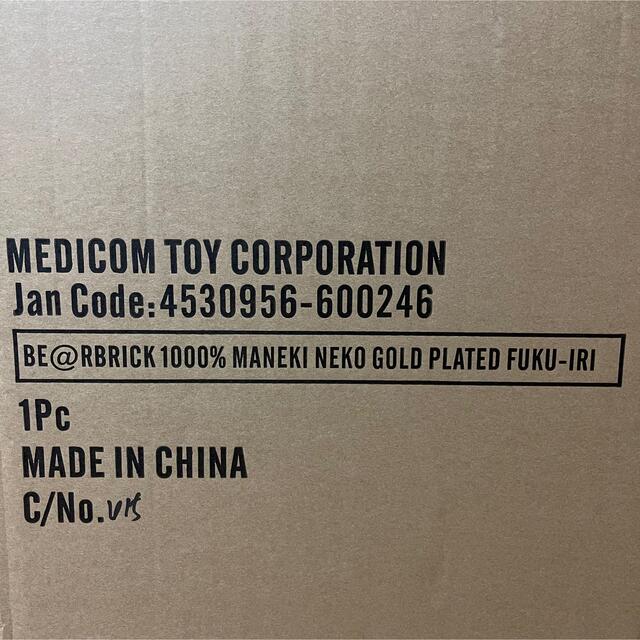 MEDICOM TOY CORPORATION
Jan Code:4530956-600246
BE@RBRICK 1000% MANEKI NEKO GOLD PLATED FUKU-IRI
1Pc
MADE IN CHINA
C/No.